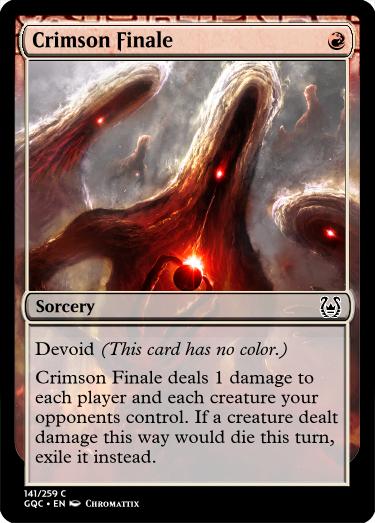 Crimson Finale
Sorcery
Devoid (This card has no color.)
Crimson Finale deals 1 damage to
each player and each creature your
opponents control. If a creature dealt
damage this way would die this turn,
exile it instead.
141/259 C
GQC • EN Chromattix